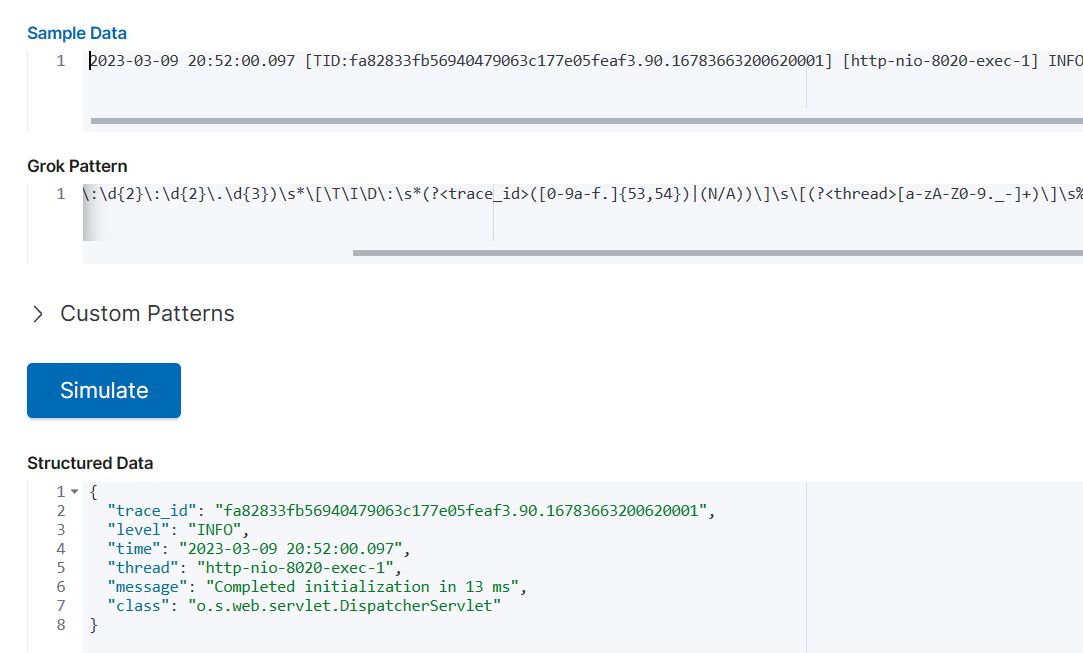 Sample Data
1 2023-03-09 20:52:00.097 [TID:fa82833fb56940479063c177e05feaf3.90.16783663200620001] [http-nio-8020-exec-1] INFO
Grok Pattern
1 \:\d{2}\:\d{2}\.\d{3})\s*\[\T\I\D\:\s*(?<trace_id>([0-9a-f.]{53,54})|(N/A))\]\s\[(?<thread>[a-zA-Z0-9._-]+)\]\s%
Custom Patterns
Simulate
Structured Data
1 {
2 "trace_id": "fa82833fb56940479063c177e05feaf3.90.16783663200620001",
3 "level": "INFO",
4 "time": "2023-03-09 20:52:00.097",
5 "thread": "http-nio-8020-exec-1",
6 "message": "Completed initialization in 13 ms",
7 "class": "o.s.web.servlet.DispatcherServlet"
8 }